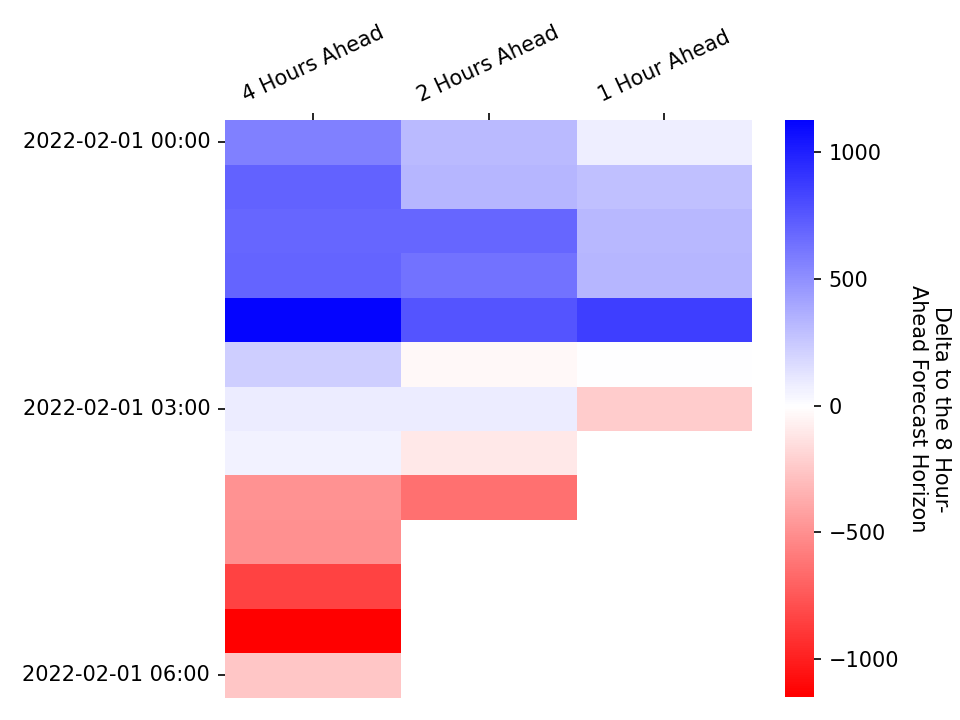 4 Hours Ahead
2 Hours Ahead
1 Hour Ahead
2022-02-01 00:00
2022-02-01 03:00
2022-02-01 06:00
1000
500
0
−500
−1000
Delta to the 8 Hour-
Ahead Forecast Horizon